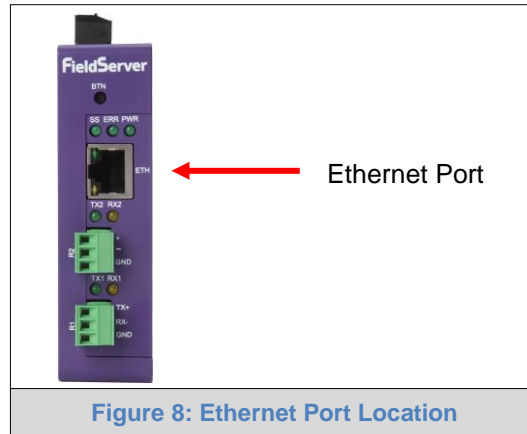 FieldServer
BTN
SS ERR PWR
ETH
Ethernet Port
TX2 RX2
R2
+
-
GND
TX1 RX1
R1
TX+
RX-
GND
Figure 8: Ethernet Port Location